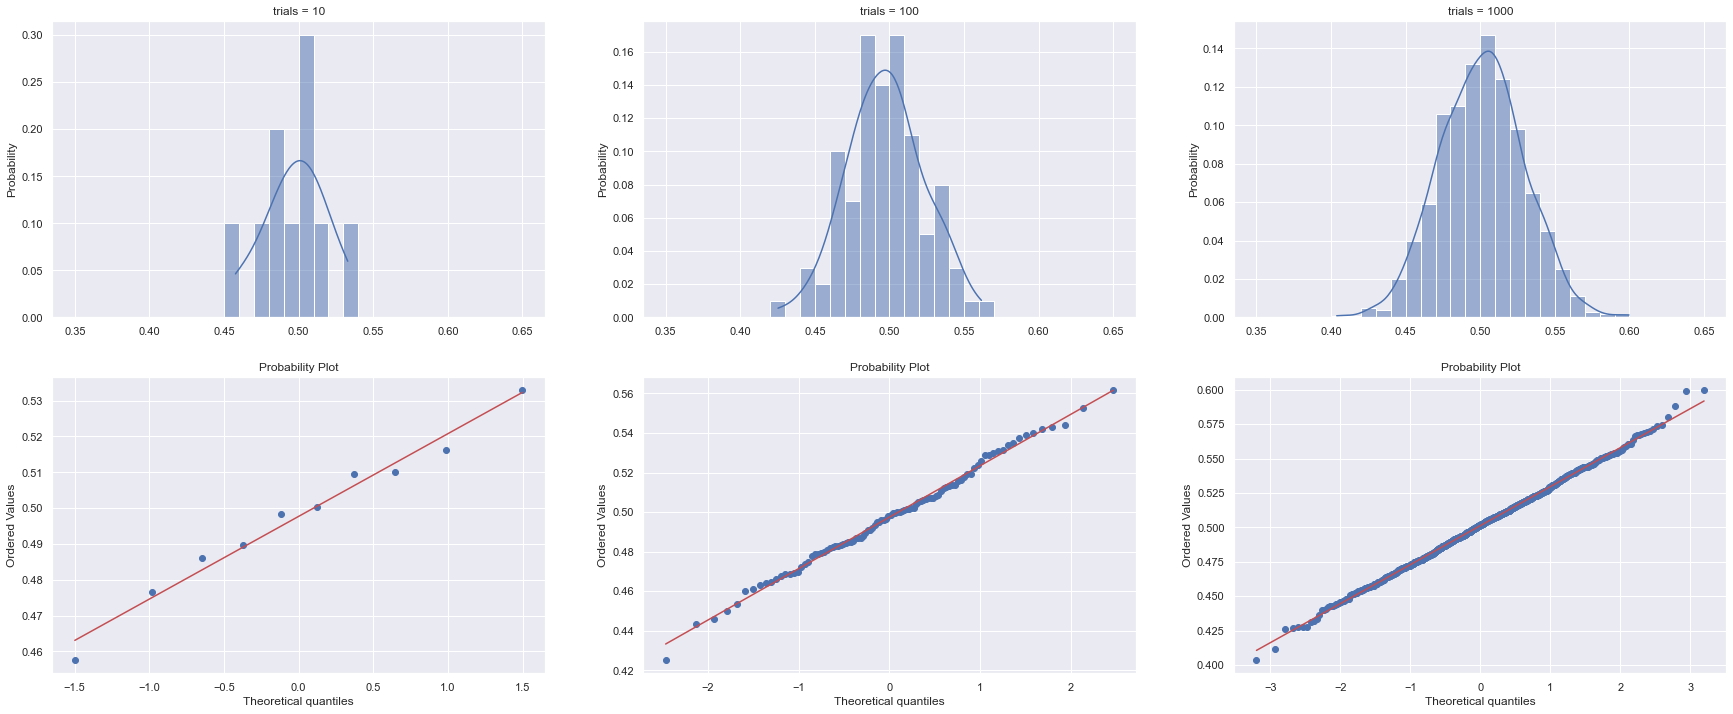 trials = 10
trials = 100
trials = 1000
Probability
0.30
0.25
0.20
0.15
0.10
0.05
0.00
0.35 0.40 0.45 0.50 0.55 0.60 0.65
Probability
0.16
0.14
0.12
0.10
0.08
0.06
0.04
0.02
0.00
0.35 0.40 0.45 0.50 0.55 0.60 0.65
Probability
0.14
0.12
0.10
0.08
0.06
0.04
0.02
0.00
0.35 0.40 0.45 0.50 0.55 0.60 0.65
Probability Plot
Ordered Values
0.53
0.52
0.51
0.50
0.49
0.48
0.47
0.46
−1.5 −1.0 −0.5 0.0 0.5 1.0 1.5
Theoretical quantiles
Probability Plot
Ordered Values
0.56
0.54
0.52
0.50
0.48
0.46
0.44
0.42
−2 −1 0 1 2
Theoretical quantiles
Probability Plot
Ordered Values
0.600
0.575
0.550
0.525
0.500
0.475
0.450
0.425
0.400
−3 −2 −1 0 1 2 3
Theoretical quantiles